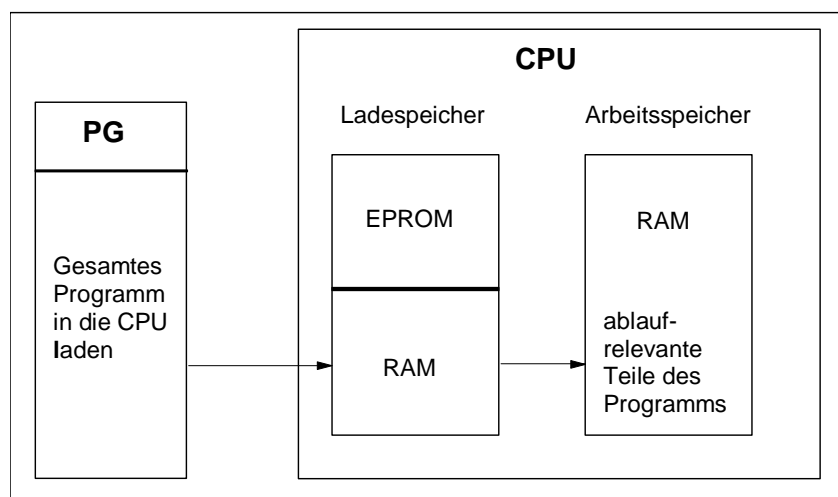 CPU
PG
Gesamtes
Programm
in die CPU
laden
Ladespeicher
EPROM
RAM
Arbeitsspeicher
RAM
ablauf-
relevante
Teile des
Programms